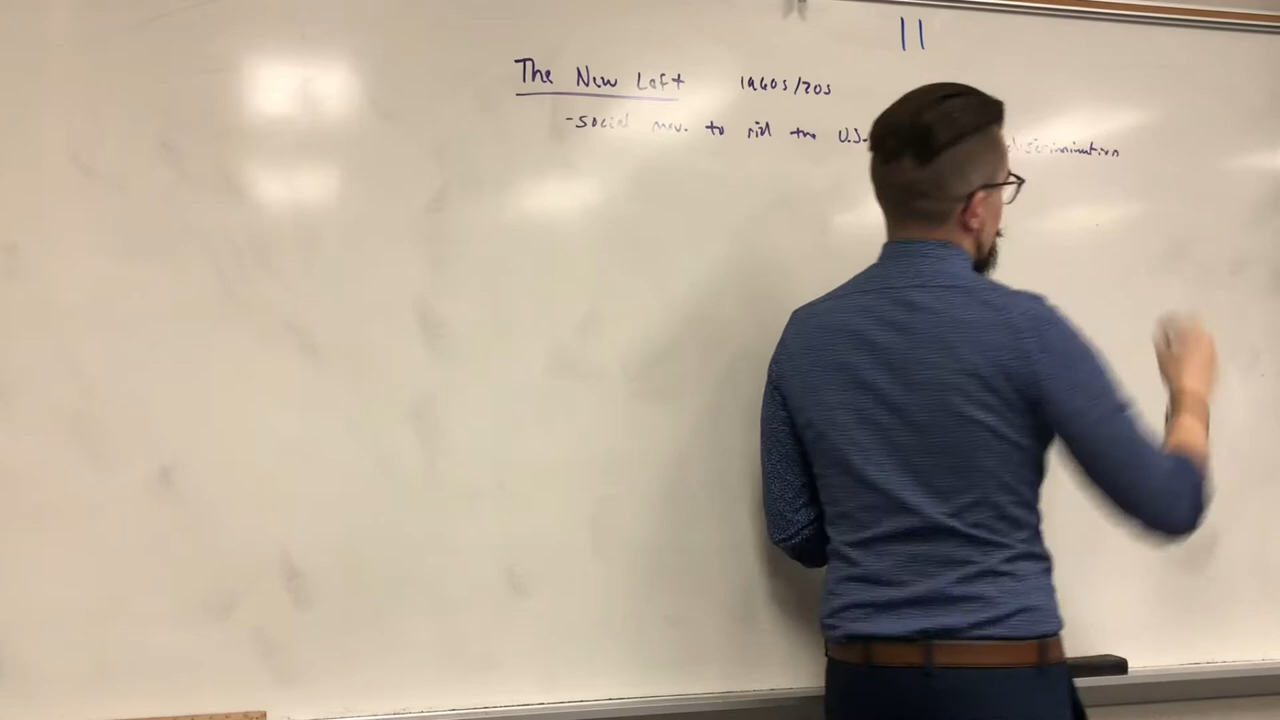 11
The New Left 1960s/70s
-social mov. to rid the U.S. discrimination